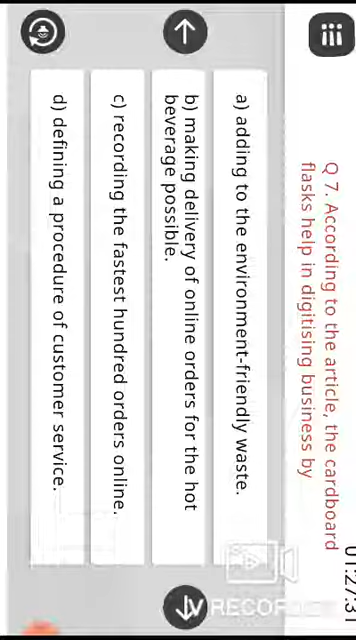 01:27:31
Q 7. According to the article, the cardboard
flasks help in digitising business by
a) adding to the environment-friendly waste.
b) making delivery of online orders for the hot
beverage possible.
c) recording the fastest hundred orders online.
d) defining a procedure of customer service.
V RECO